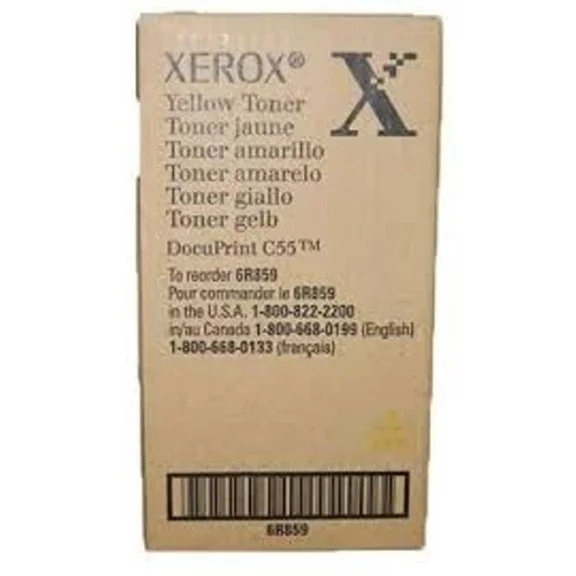 XEROX®
X
Yellow Toner
Toner jaune
Toner amarillo
Toner amarelo
Toner giallo
Toner gelb
DocuPrint C55™
To reorder 6R859
Pour commander le 6R859
in the U.S.A. 1-800-822-2200
in/au Canada 1-800-668-0199 (English)
1-800-668-0133 (français)
6R859